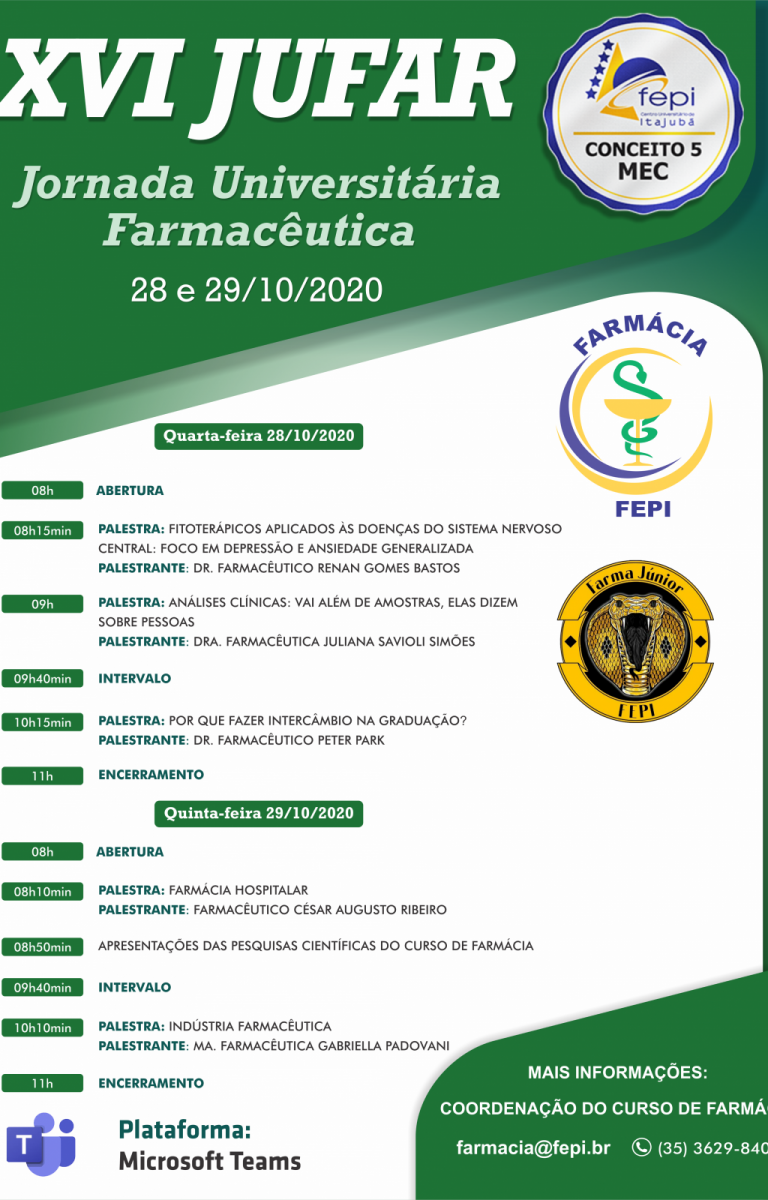 XVI JUFAR
Jornada Universitária
Farmacêutica
28 e 29/10/2020
fepi
Centro Universitário de
Itajubá
CONCEITO 5
MEC
FARMÁCIA
FEPI
Farma Júnior
FEPI
Quarta-feira 28/10/2020
08h ABERTURA
08h15min PALESTRA: FITOTERÁPICOS APLICADOS ÀS DOENÇAS DO SISTEMA NERVOSO
CENTRAL: FOCO EM DEPRESSÃO E ANSIEDADE GENERALIZADA
PALESTRANTE: DR. FARMACÊUTICO RENAN GOMES BASTOS
09h PALESTRA: ANÁLISES CLÍNICAS: VAI ALÉM DE AMOSTRAS, ELAS DIZEM
SOBRE PESSOAS
PALESTRANTE: DRA. FARMACÊUTICA JULIANA SAVIOLI SIMÕES
09h40min INTERVALO
10h15min PALESTRA: POR QUE FAZER INTERCÂMBIO NA GRADUAÇÃO?
PALESTRANTE: DR. FARMACÊUTICO PETER PARK
11h ENCERRAMENTO
Quinta-feira 29/10/2020
08h ABERTURA
08h10min PALESTRA: FARMÁCIA HOSPITALAR
PALESTRANTE: FARMACÊUTICO CÉSAR AUGUSTO RIBEIRO
08h50min APRESENTAÇÕES DAS PESQUISAS CIENTÍFICAS DO CURSO DE FARMÁCIA
09h40min INTERVALO
10h10min PALESTRA: INDÚSTRIA FARMACÊUTICA
PALESTRANTE: MA. FARMACÊUTICA GABRIELLA PADOVANI
11h ENCERRAMENTO
T
Plataforma:
Microsoft Teams
MAIS INFORMAÇÕES:
COORDENAÇÃO DO CURSO DE FARMÁ
farmacia@fepi.br (35) 3629-840